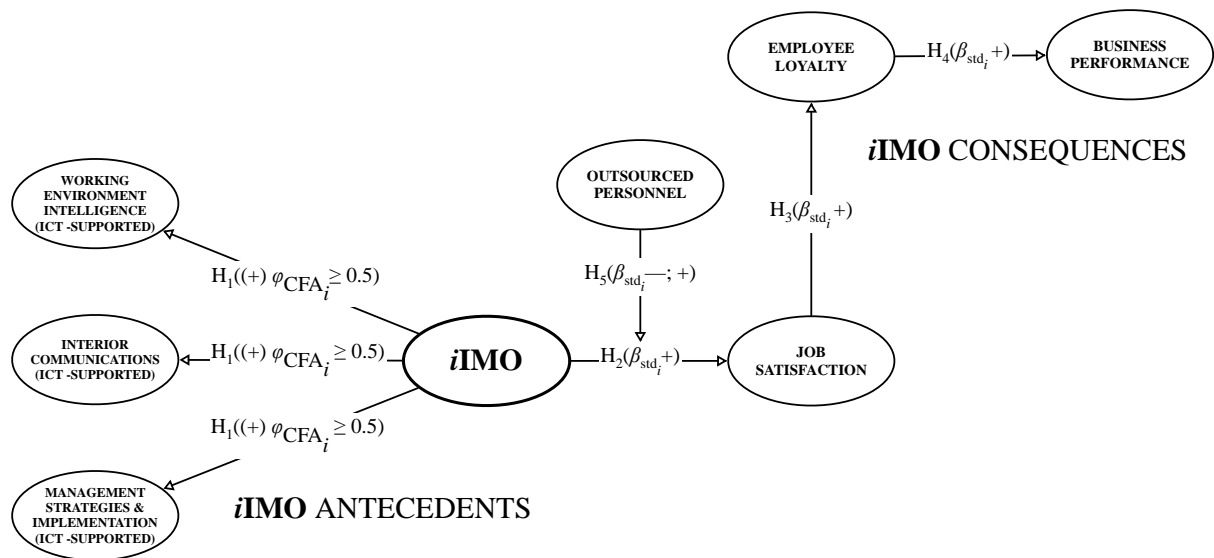 EMPLOYEE
LOYALTY
H4(βstdi+)
BUSINESS
PERFORMANCE
iIMO CONSEQUENCES
WORKING
ENVIRONMENT
INTELLIGENCE
(ICT -SUPPORTED)
OUTSOURCED
PERSONNEL
H3(βstdi+)
H1((+) φCFAi ≥ 0.5)
H5(βstdi—; +)
INTERIOR
COMMUNICATIONS
(ICT -SUPPORTED)
H1((+) φCFAi ≥ 0.5)
iIMO
H2(βstdi+)
JOB
SATISFACTION
H1((+) φCFAi ≥ 0.5)
MANAGEMENT
STRATEGIES &
IMPLEMENTATION
(ICT -SUPPORTED)
iIMO ANTECEDENTS